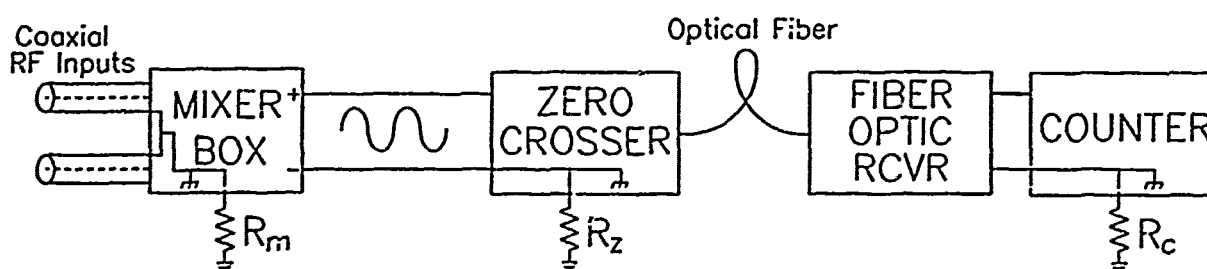 Coaxial
RF Inputs
MIXER +
BOX -
Rm
ZERO
CROSSER
Rz
Optical Fiber
FIBER
OPTIC
RCVR
COUNTER
Rc